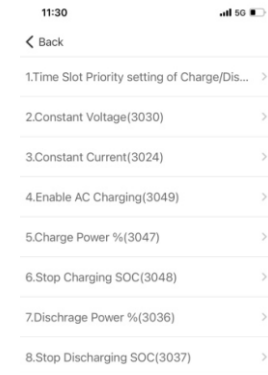 11:30
5G
Back
1.Time Slot Priority setting of Charge/Dis...
2.Constant Voltage(3030)
3.Constant Current(3024)
4.Enable AC Charging(3049)
5.Charge Power %(3047)
6.Stop Charging SOC(3048)
7.Dischrage Power %(3036)
8.Stop Discharging SOC(3037)